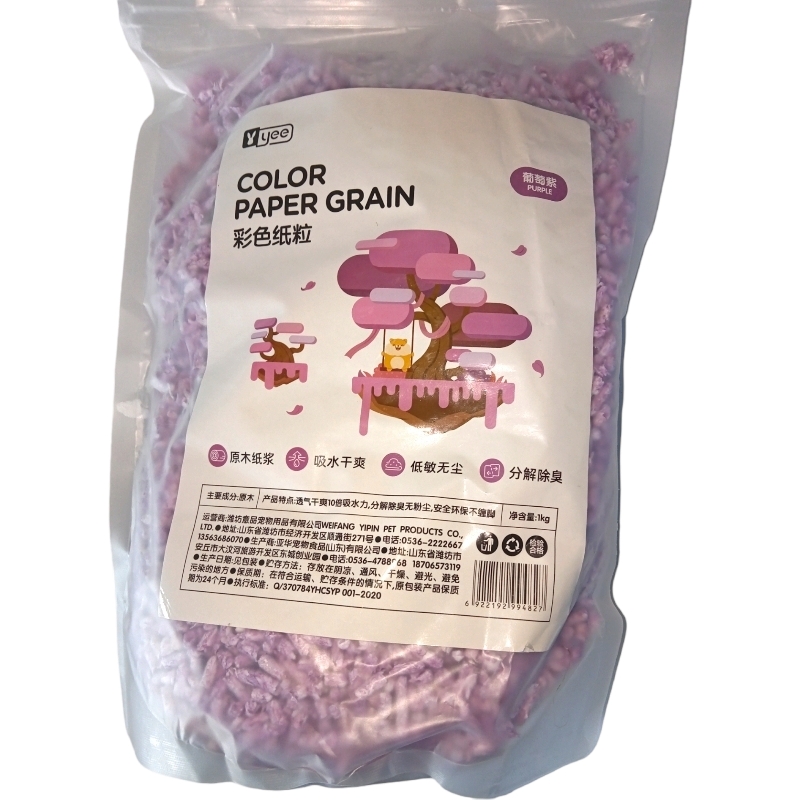 yee
COLOR
PAPER GRAIN
彩色纸粒
葡萄紫
PURPLE
原木纸浆
吸水干爽
低敏无尘
分解除臭
主要成分:原木
产品特点:透气干爽10倍吸水力,分解除臭无粉尘,安全环保不缠脚
净含量:1kg
运营商:潍坊意品宠物用品有限公司WEIFANG YIPIN PET PRODUCTS CO.,
LTD.●地址:山东省潍坊市经济开发区顺通街271号●电话:0536-2222667
13563686070●生产商:亚华宠物食品(山东)有限公司●地址:山东省潍坊市
安丘市大汶河旅游开发区东城创业园●电话:0536-4788868 18706573119
●生产日期:见包装●贮存方法:存放在阴凉、通风、干燥、避光、避免
污染的地方●保质期:在符合运输、贮存条件的情况下,原包装产品保质
期为24个月●执行标准:Q/370784YHCSYP 001-2020
检验
合格
6 922192 994827